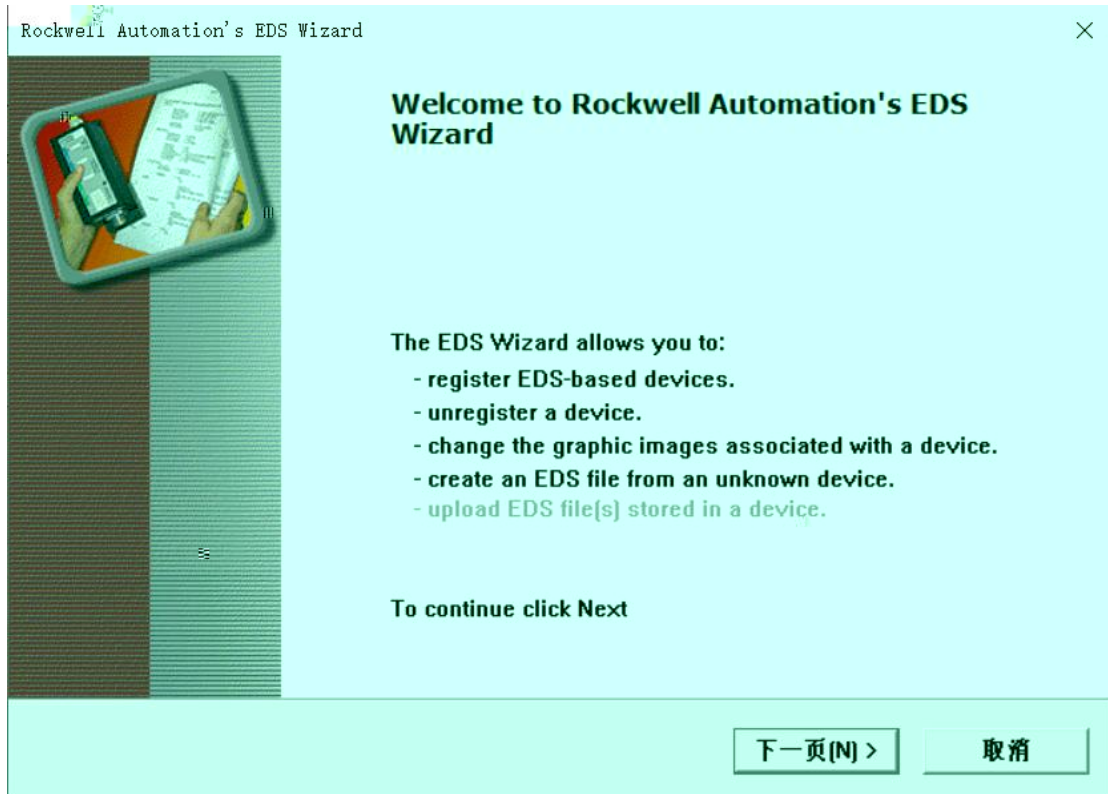 Rockwell Automation's EDS Wizard
Welcome to Rockwell Automation's EDS
Wizard
The EDS Wizard allows you to:
- register EDS-based devices.
- unregister a device.
- change the graphic images associated with a device.
- create an EDS file from an unknown device.
- upload EDS file(s) stored in a device.
To continue click Next
下一页(N) >
取消